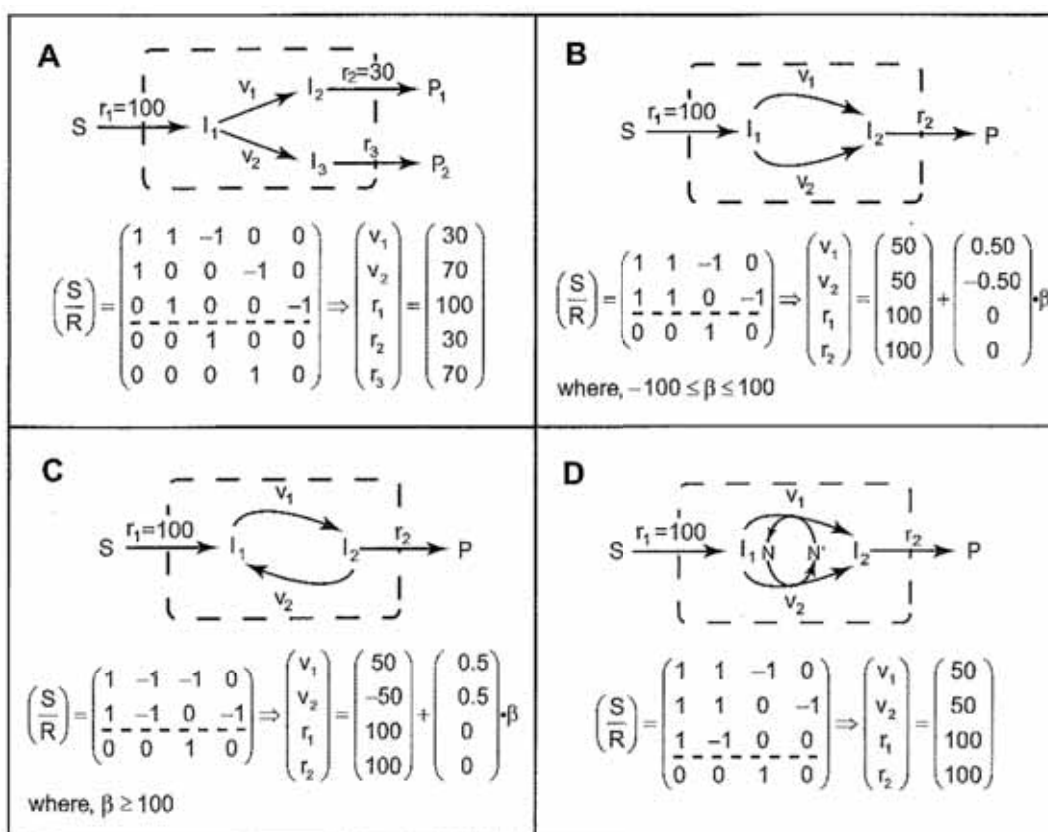 A
r₁=100
S
I₁
v₁
v₂
I₂
I₃
r₂=30
r₃
P₁
P₂
(S/R) = (1 1 −1 0 0 ⇒ (v₁ = (30
1 0 0 −1 0 v₂ 70
0 1 0 0 −1 r₁ 100
0 0 1 0 0 r₂ 30
0 0 0 1 0) r₃) 70)
B
r₁=100
S
I₁
v₁
v₂
I₂
r₂
P
(S/R) = (1 1 −1 0 ⇒ (v₁ = (50 + (0.50
1 1 0 −1 v₂ 50 −0.50
0 0 1 0) r₁ 100 0
r₂) 100) 0)•β
where, −100 ≤ β ≤ 100
C
r₁=100
S
I₁
v₁
v₂
I₂
r₂
P
(S/R) = (1 −1 −1 0 ⇒ (v₁ = (50 + (0.5
1 −1 0 −1 v₂ −50 0.5
0 0 1 0) r₁ 100 0
r₂) 100) 0)•β
where, β ≥ 100
D
r₁=100
S
I₁
N
N'
v₁
v₂
I₂
r₂
P
(S/R) = (1 1 −1 0 ⇒ (v₁ = (50
1 1 0 −1 v₂ 50
1 −1 0 0 r₁ 100
0 0 1 0) r₂) 100)